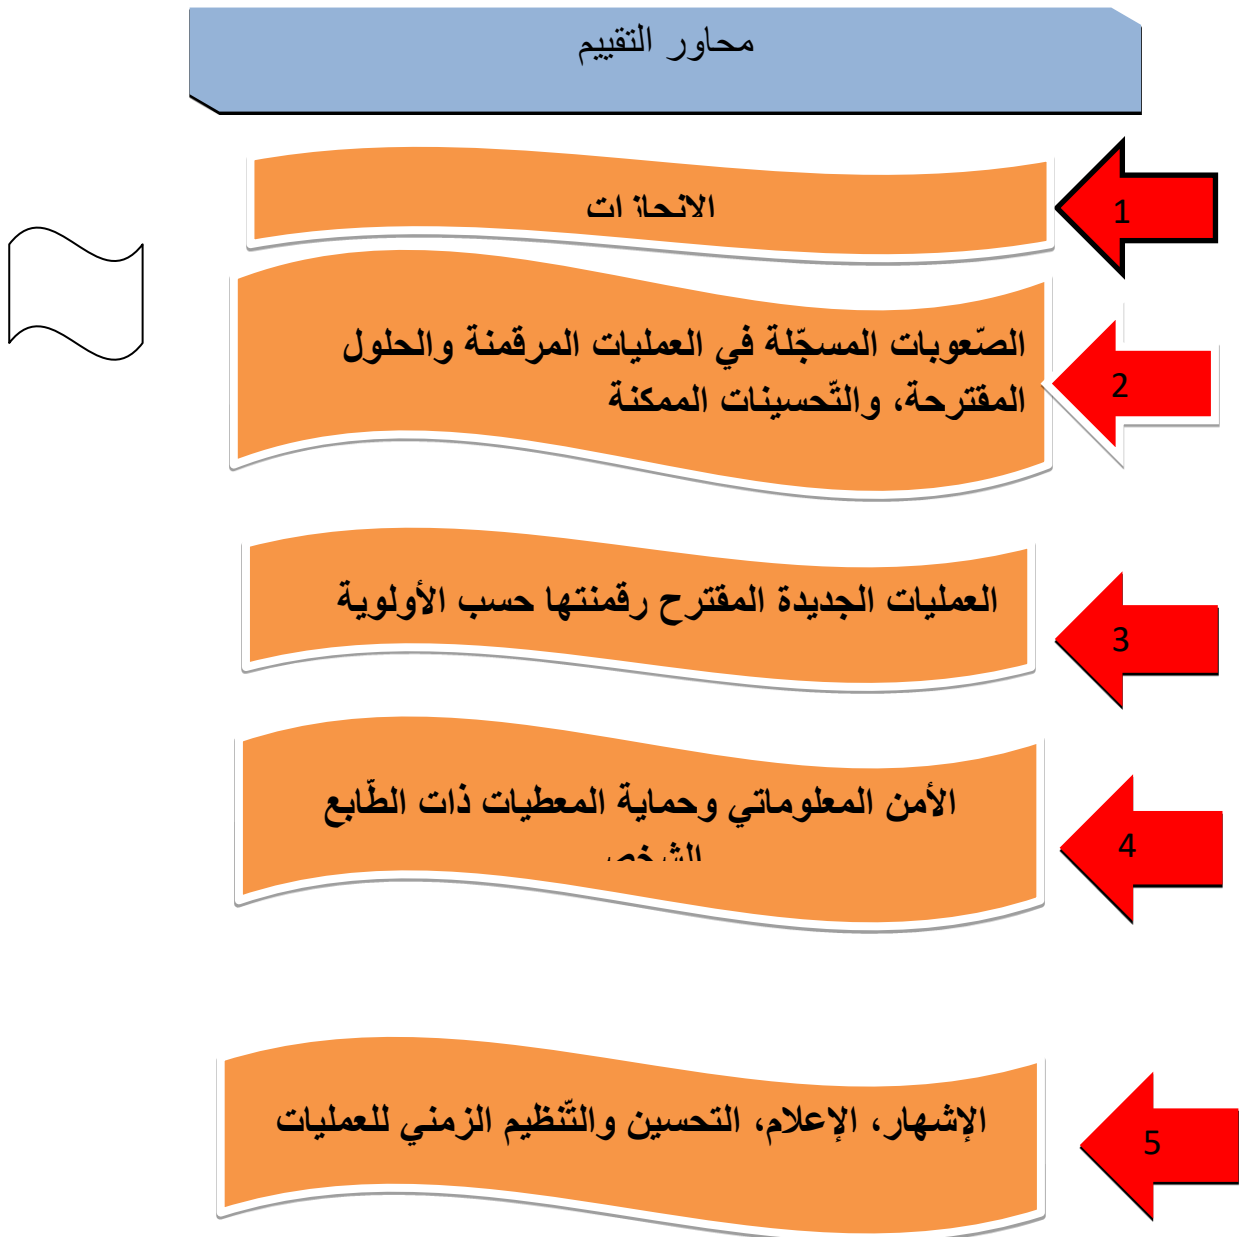 محاور التقييم
الانجازات
1
الصّعوبات المسجّلة في العمليات المرقمنة والحلول
المقترحة، والتّحسينات الممكنة
2
العمليات الجديدة المقترح رقمنتها حسب الأولوية
3
الأمن المعلوماتي وحماية المعطيات ذات الطّابع
4
الإشهار، الإعلام، التحسين والتّنظيم الزمني للعمليات
5